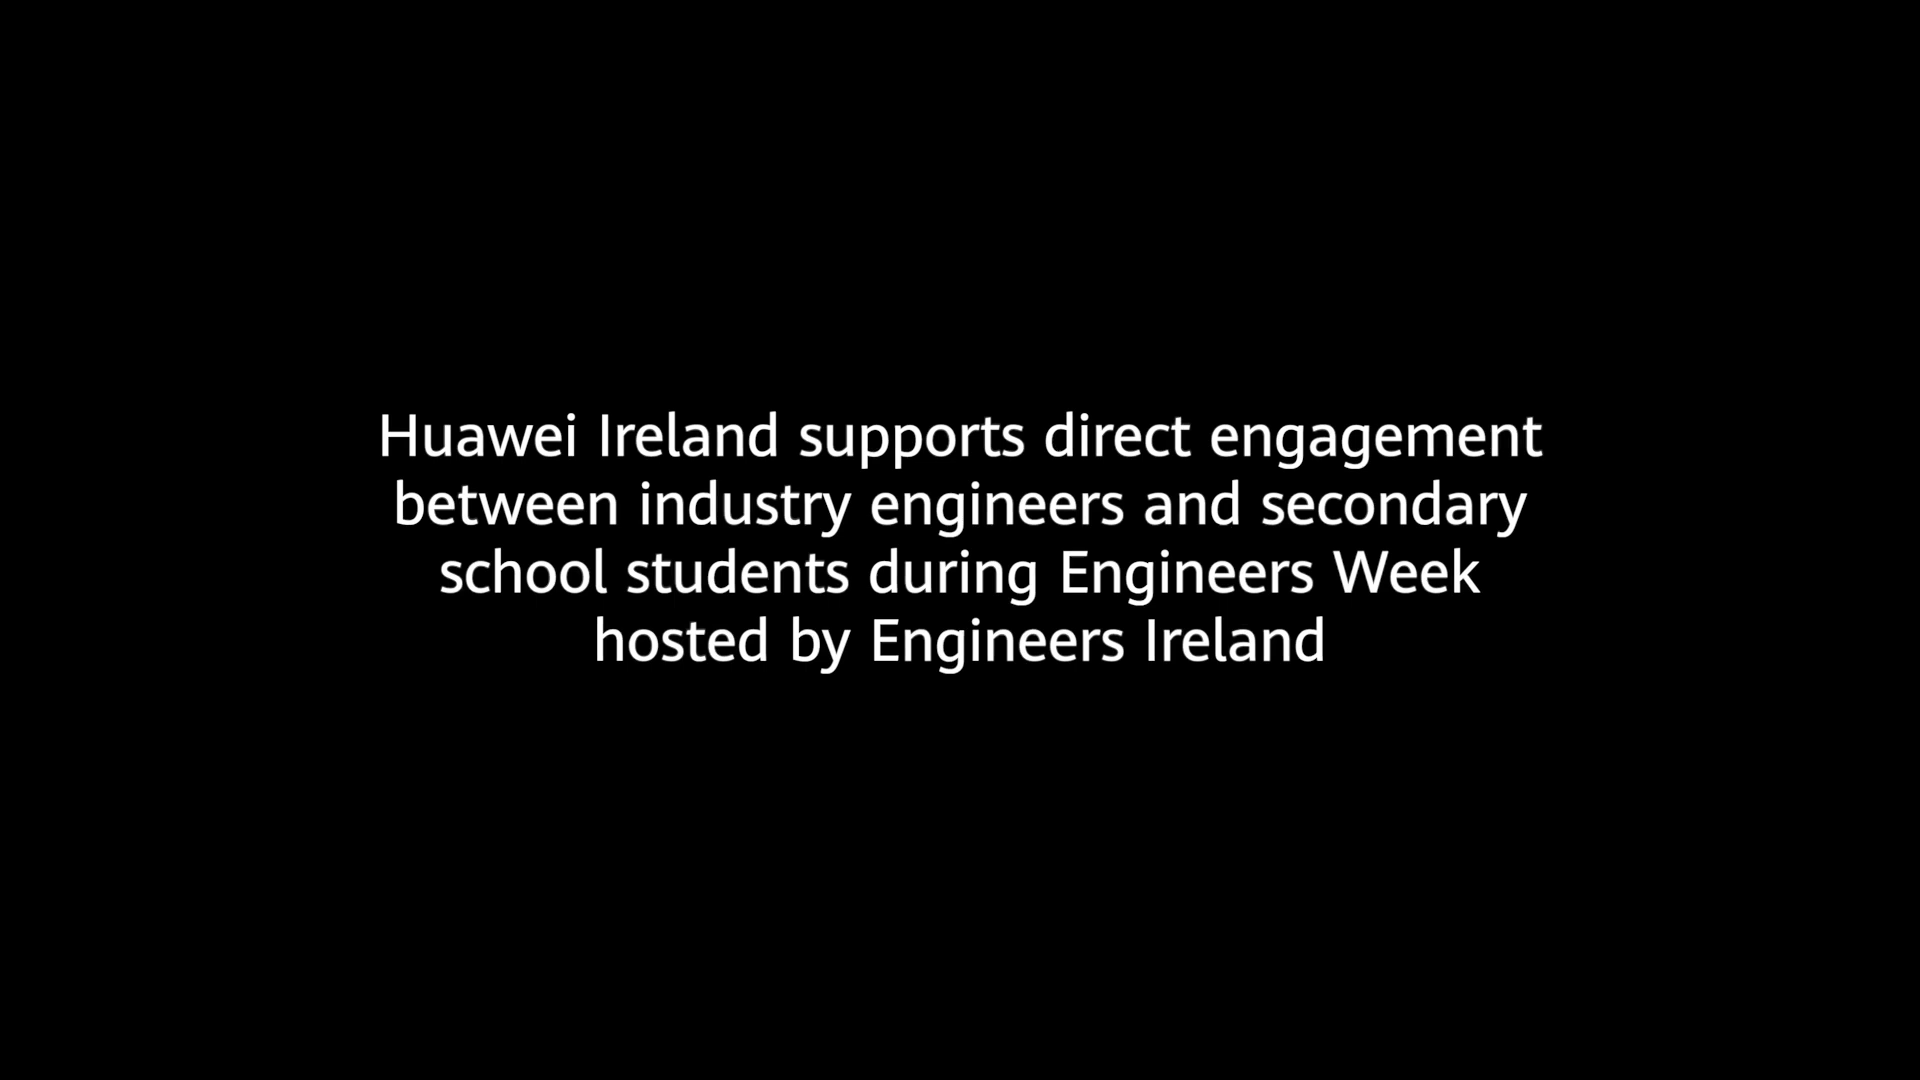 Huawei Ireland supports direct engagement
between industry engineers and secondary
school students during Engineers Week
hosted by Engineers Ireland